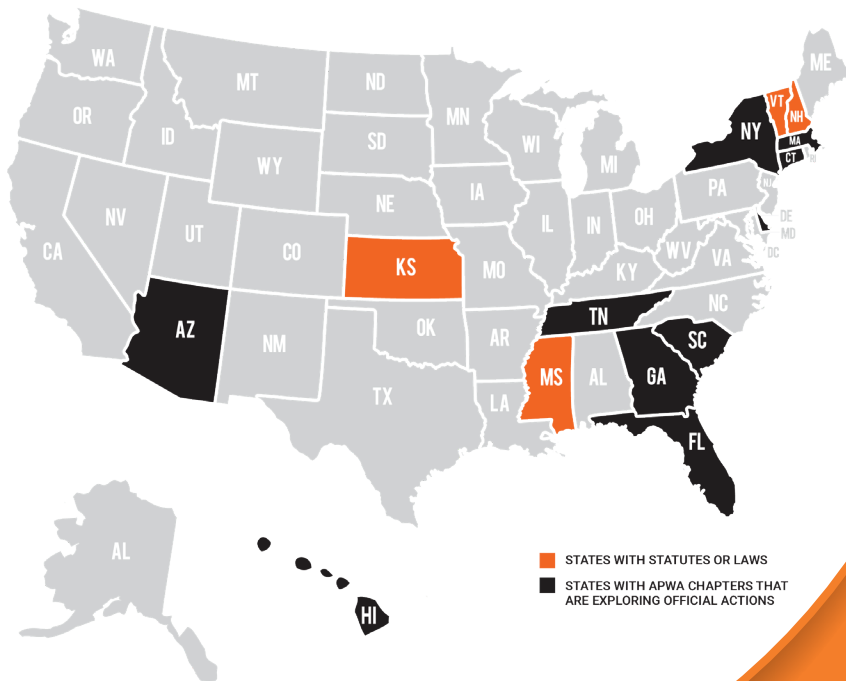 WA
MT
ND
MN
ME
OR
ID
SD
WI
MI
VT
NH
NY
MA
CT
RI
WY
NE
IA
PA
NJ
NV
UT
CO
KS
MO
IL
IN
OH
WV
VA
DE
MD
DC
CA
KY
NC
AZ
NM
OK
AR
TN
SC
TX
LA
MS
AL
GA
FL
AL
HI
STATES WITH STATUTES OR LAWS
STATES WITH APWA CHAPTERS THAT
ARE EXPLORING OFFICIAL ACTIONS